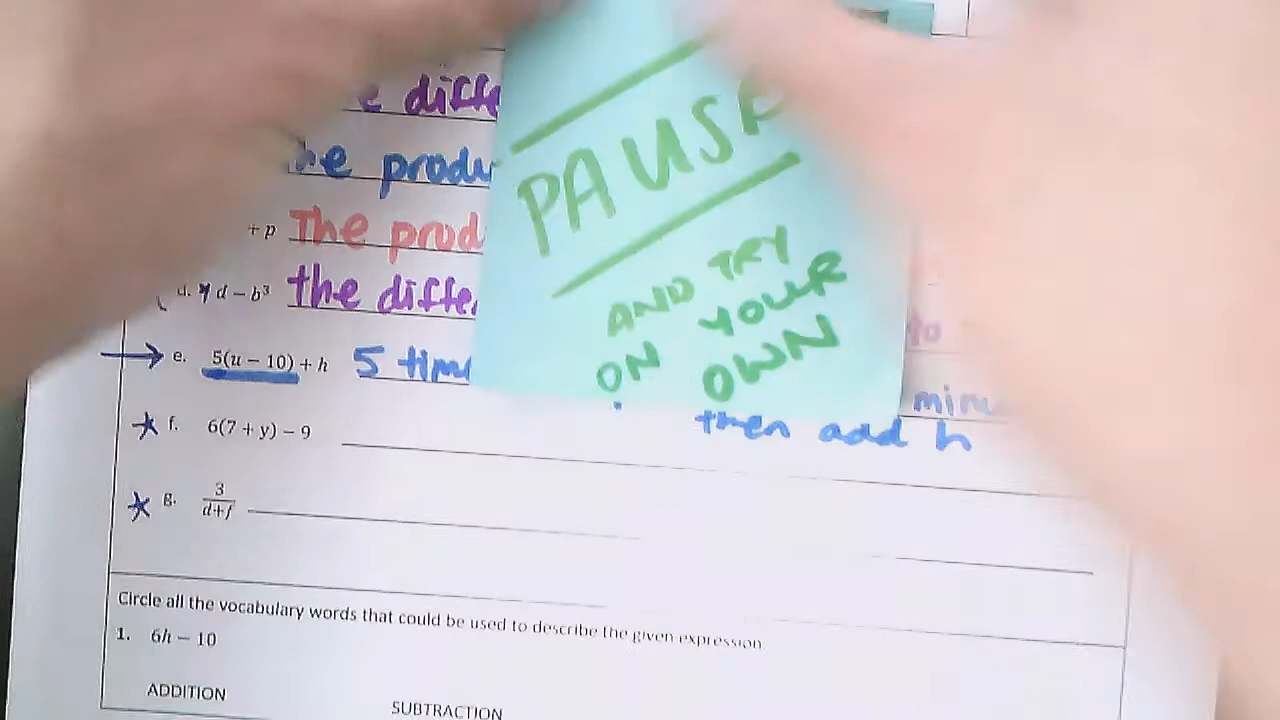 diffe
PAUSE
AND TRY
ON YOUR
OWN
he produ
+ p The prod
d. d − b³ the diffe
to
e. 5(u − 10) + h 5 tim
min
then add h
f. 6(7 + y) − 9
g. 3/(d+f)
Circle all the vocabulary words that could be used to describe the given expression
1. 6h − 10
ADDITION SUBTRACTION